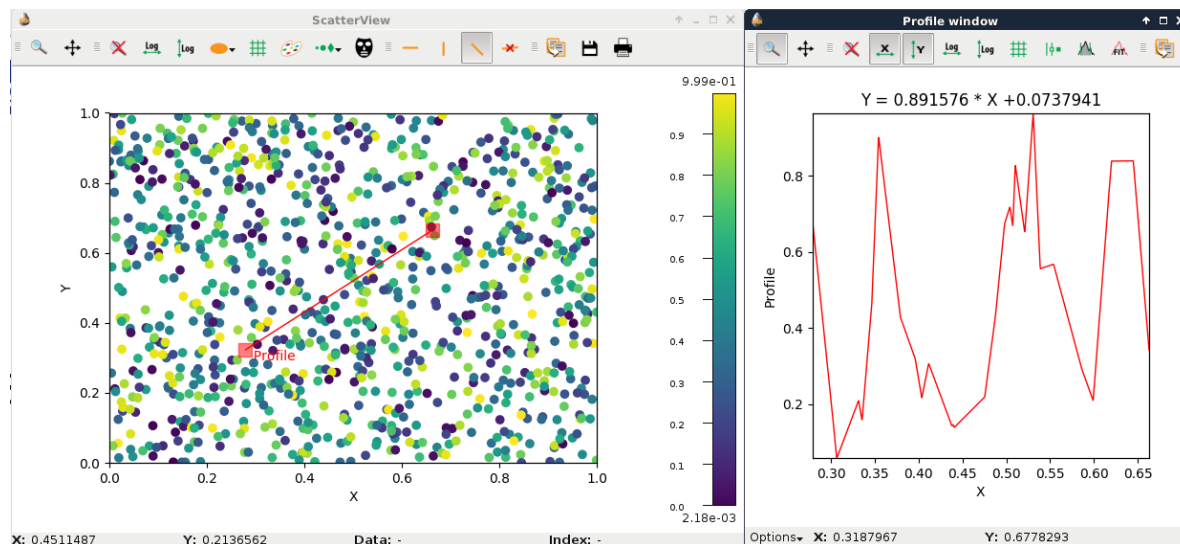 ScatterView
Log
Log
9.99e-01
1.0
0.8
0.6
0.4
0.2
0.0
Y
Profile
0.0
0.2
0.4
0.6
0.8
1.0
X
0.9
0.8
0.7
0.6
0.5
0.4
0.3
0.2
0.1
0.0
2.18e-03
X: 0.4511487 Y: 0.2136562 Data: - Index: -
Profile window
X
Y
Log
Log
FIT
Y = 0.891576 * X +0.0737941
0.8
0.6
0.4
0.2
Profile
0.30
0.35
0.40
0.45
0.50
0.55
0.60
0.65
X
Options X: 0.3187967 Y: 0.6778293